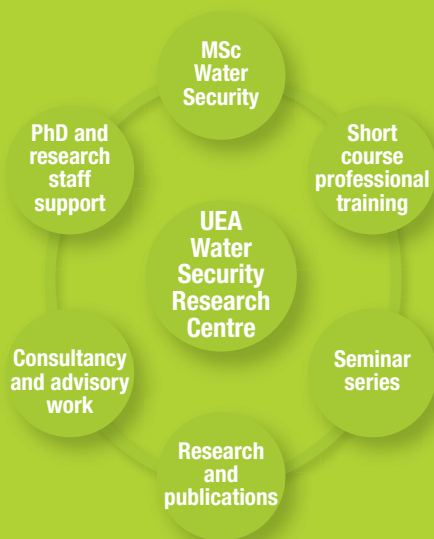 MSc
Water
Security
PhD and
research
staff
support
Short
course
professional
training
UEA
Water
Security
Research
Centre
Consultancy
and advisory
work
Seminar
series
Research
and
publications